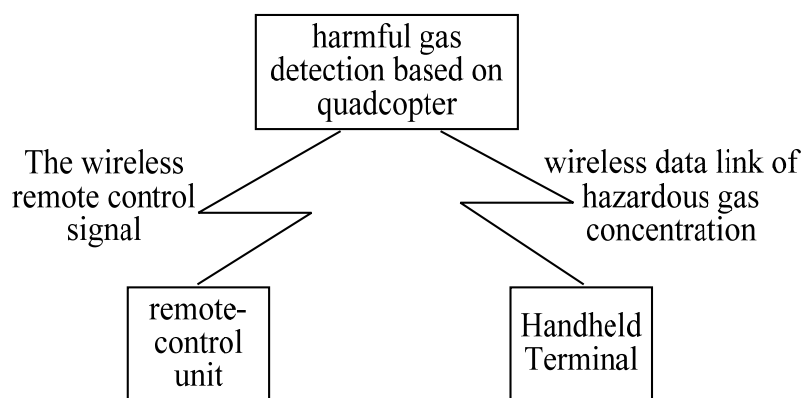 harmful gas
detection based on
quadcopter
The wireless
remote control
signal
wireless data link of
hazardous gas
concentration
remote-
control
unit
Handheld
Terminal